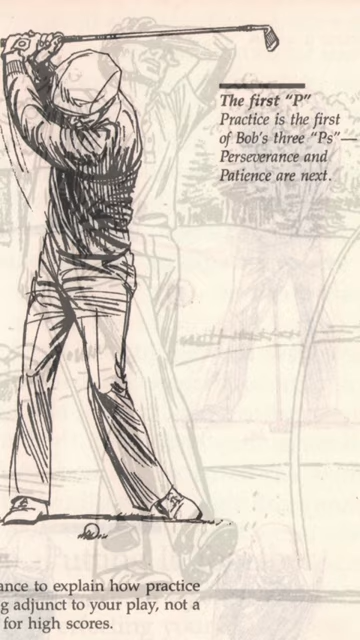 The first "P"
Practice is the first
of Bob's three "Ps"—
Perseverance and
Patience are next.
ance to explain how practice
g adjunct to your play, not a
for high scores.